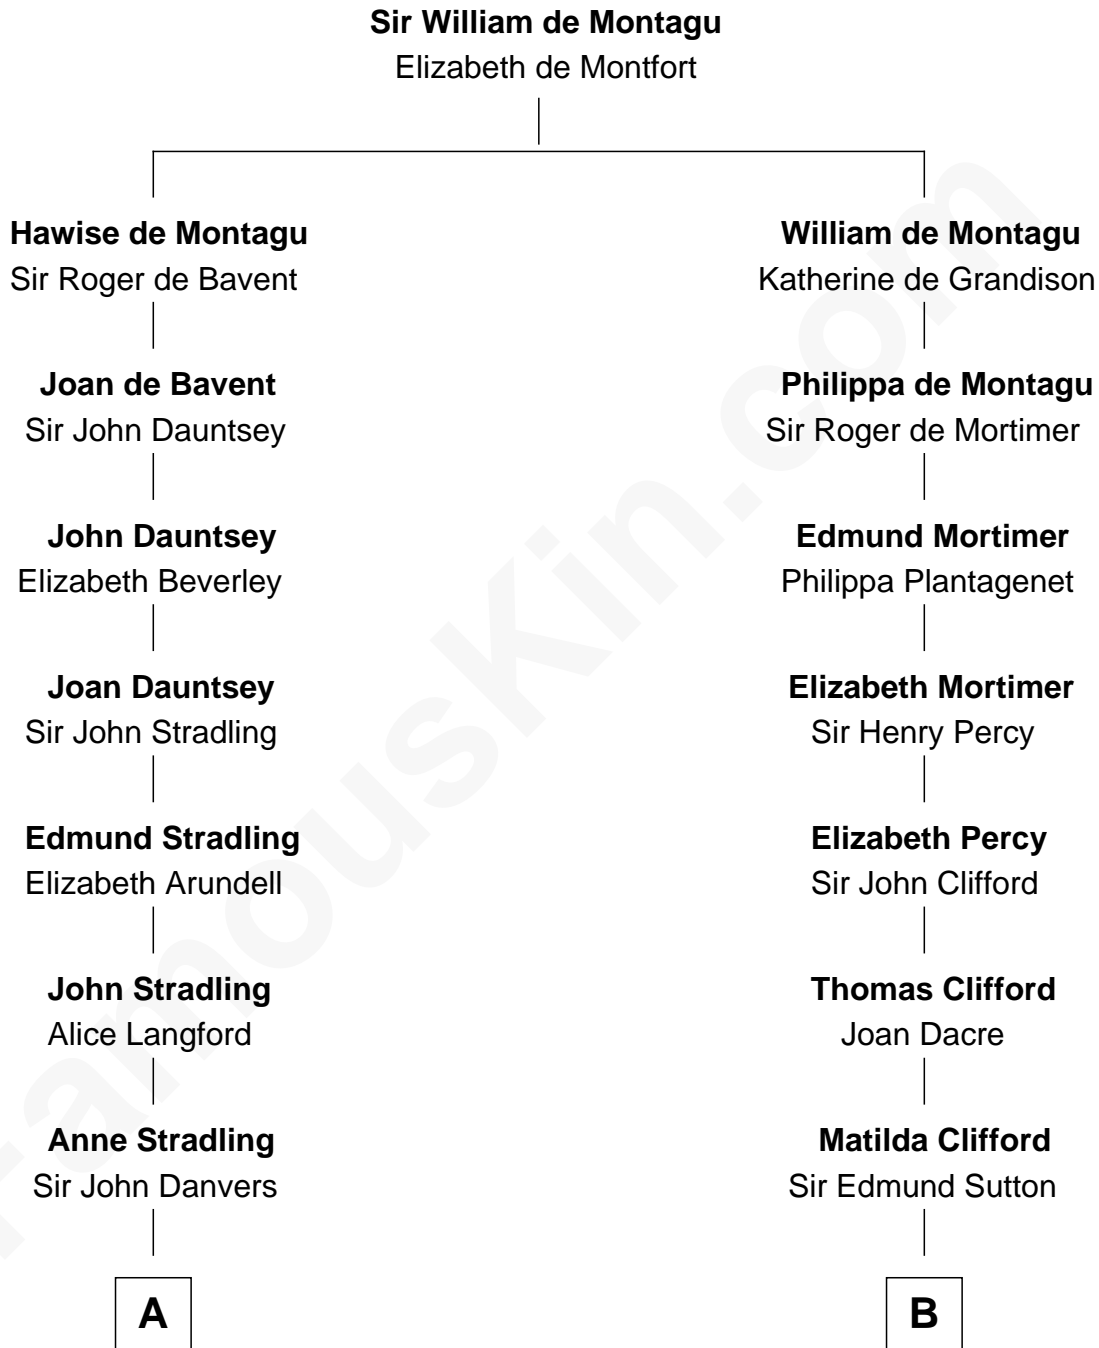 Sir William de Montagu
Elizabeth de Montfort
Hawise de Montagu
Sir Roger de Bavent
William de Montagu
Katherine de Grandison
Joan de Bavent
Sir John Dauntsey
Philippa de Montagu
Sir Roger de Mortimer
John Dauntsey
Elizabeth Beverley
Edmund Mortimer
Philippa Plantagenet
Joan Dauntsey
Sir John Stradling
Elizabeth Mortimer
Sir Henry Percy
Edmund Stradling
Elizabeth Arundell
Elizabeth Percy
Sir John Clifford
John Stradling
Alice Langford
Thomas Clifford
Joan Dacre
Anne Stradling
Sir John Danvers
Matilda Clifford
Sir Edmund Sutton
A
B
FamousKin.com